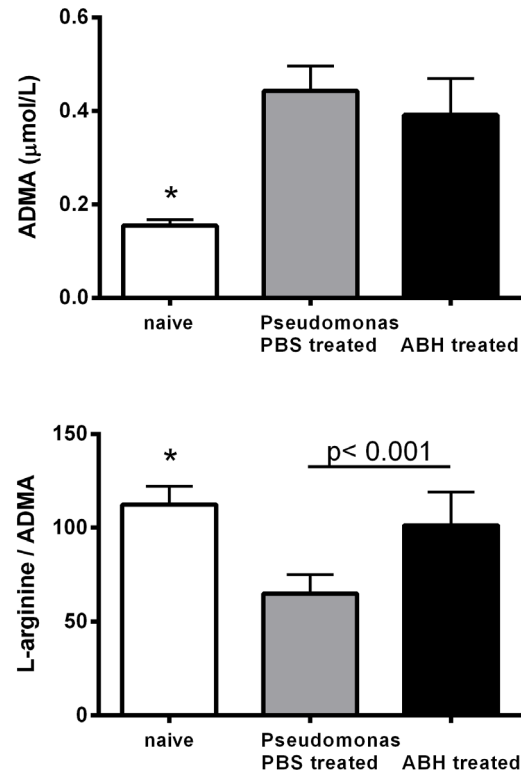 0.6
0.4
0.2
0.0
ADMA (μmol/L)
*
naive
Pseudomonas
PBS treated
ABH treated
150
100
50
0
L-arginine / ADMA
*
p< 0.001
naive
Pseudomonas
PBS treated
ABH treated